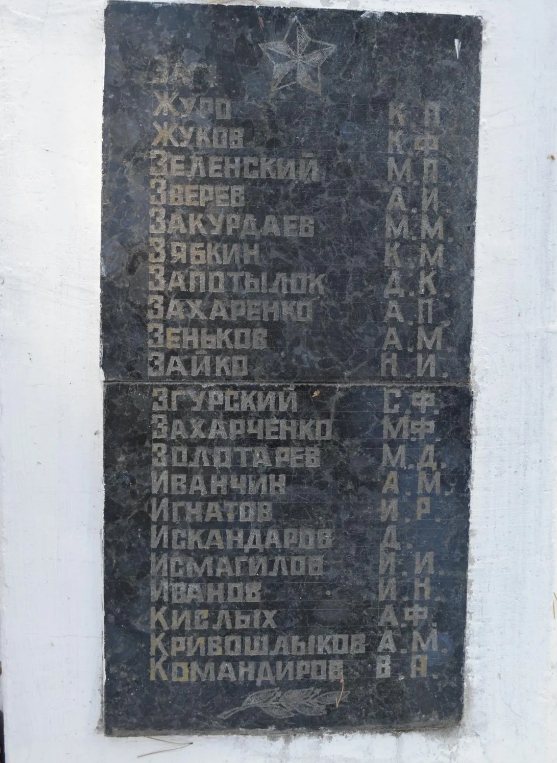 ЖУРО К.П.
ЖУКОВ К.Ф.
ЗЕЛЕНСКИЙ М.П.
ЗВЕРЕВ А.И.
ЗАКУРДАЕВ М.М.
ЗЯБКИН К.М.
ЗАПОТЫЛОК Д.К.
ЗАХАРЕНКО А.П.
ЗЕНЬКОВ А.М.
ЗАЙКО Н.И.
ЗГУРСКИЙ С.Ф.
ЗАХАРЧЕНКО М.Ф.
ЗОЛОТАРЕВ М.Д.
ИВАНЧИН А.М.
ИГНАТОВ И.Р.
ИСКАНДАРОВ Д.
ИСМАГИЛОВ И.И.
ИВАНОВ И.Н.
КИСЛЫХ А.Ф.
КРИВОШЛЫКОВ А.М.
КОМАНДИРОВ В.Я.